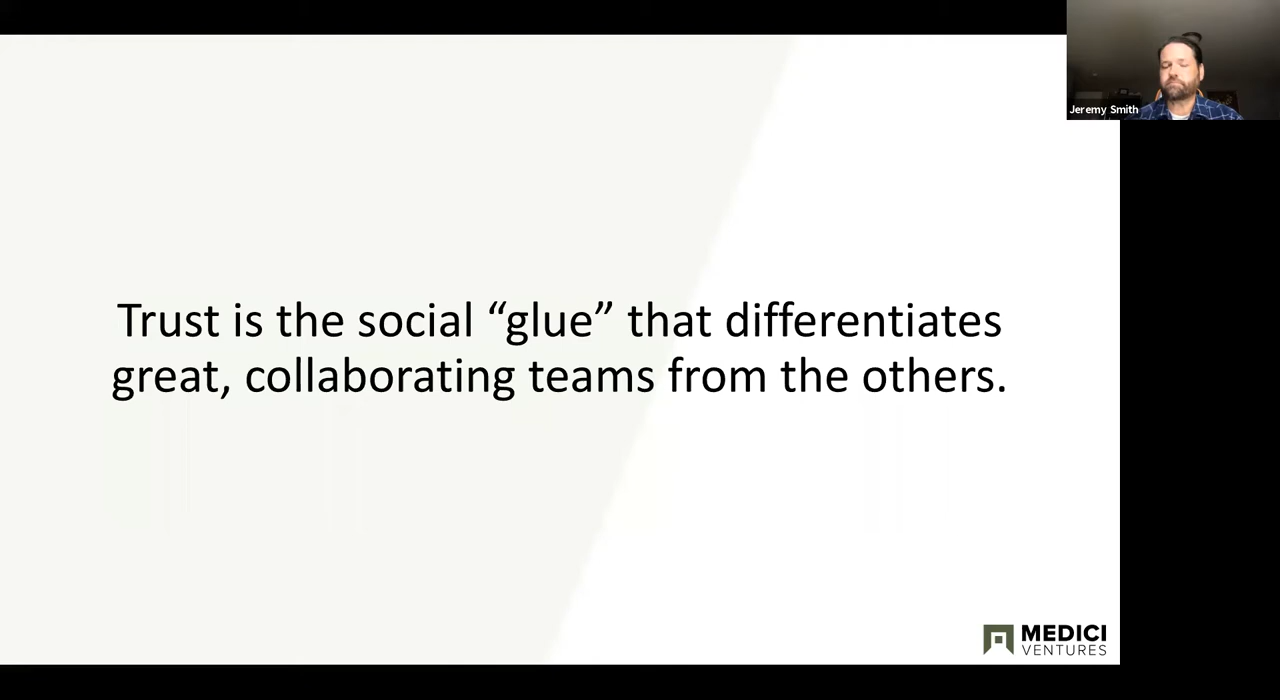 Jeremy Smith
Trust is the social “glue” that differentiates
great, collaborating teams from the others.
MEDICI
VENTURES